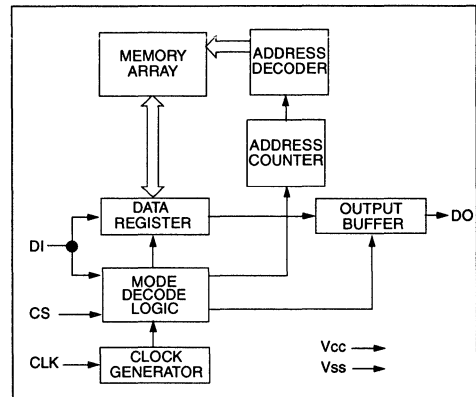 MEMORY
ARRAY
ADDRESS
DECODER
ADDRESS
COUNTER
DATA
REGISTER
OUTPUT
BUFFER
DO
DI
MODE
DECODE
LOGIC
CS
CLK
CLOCK
GENERATOR
Vcc
Vss